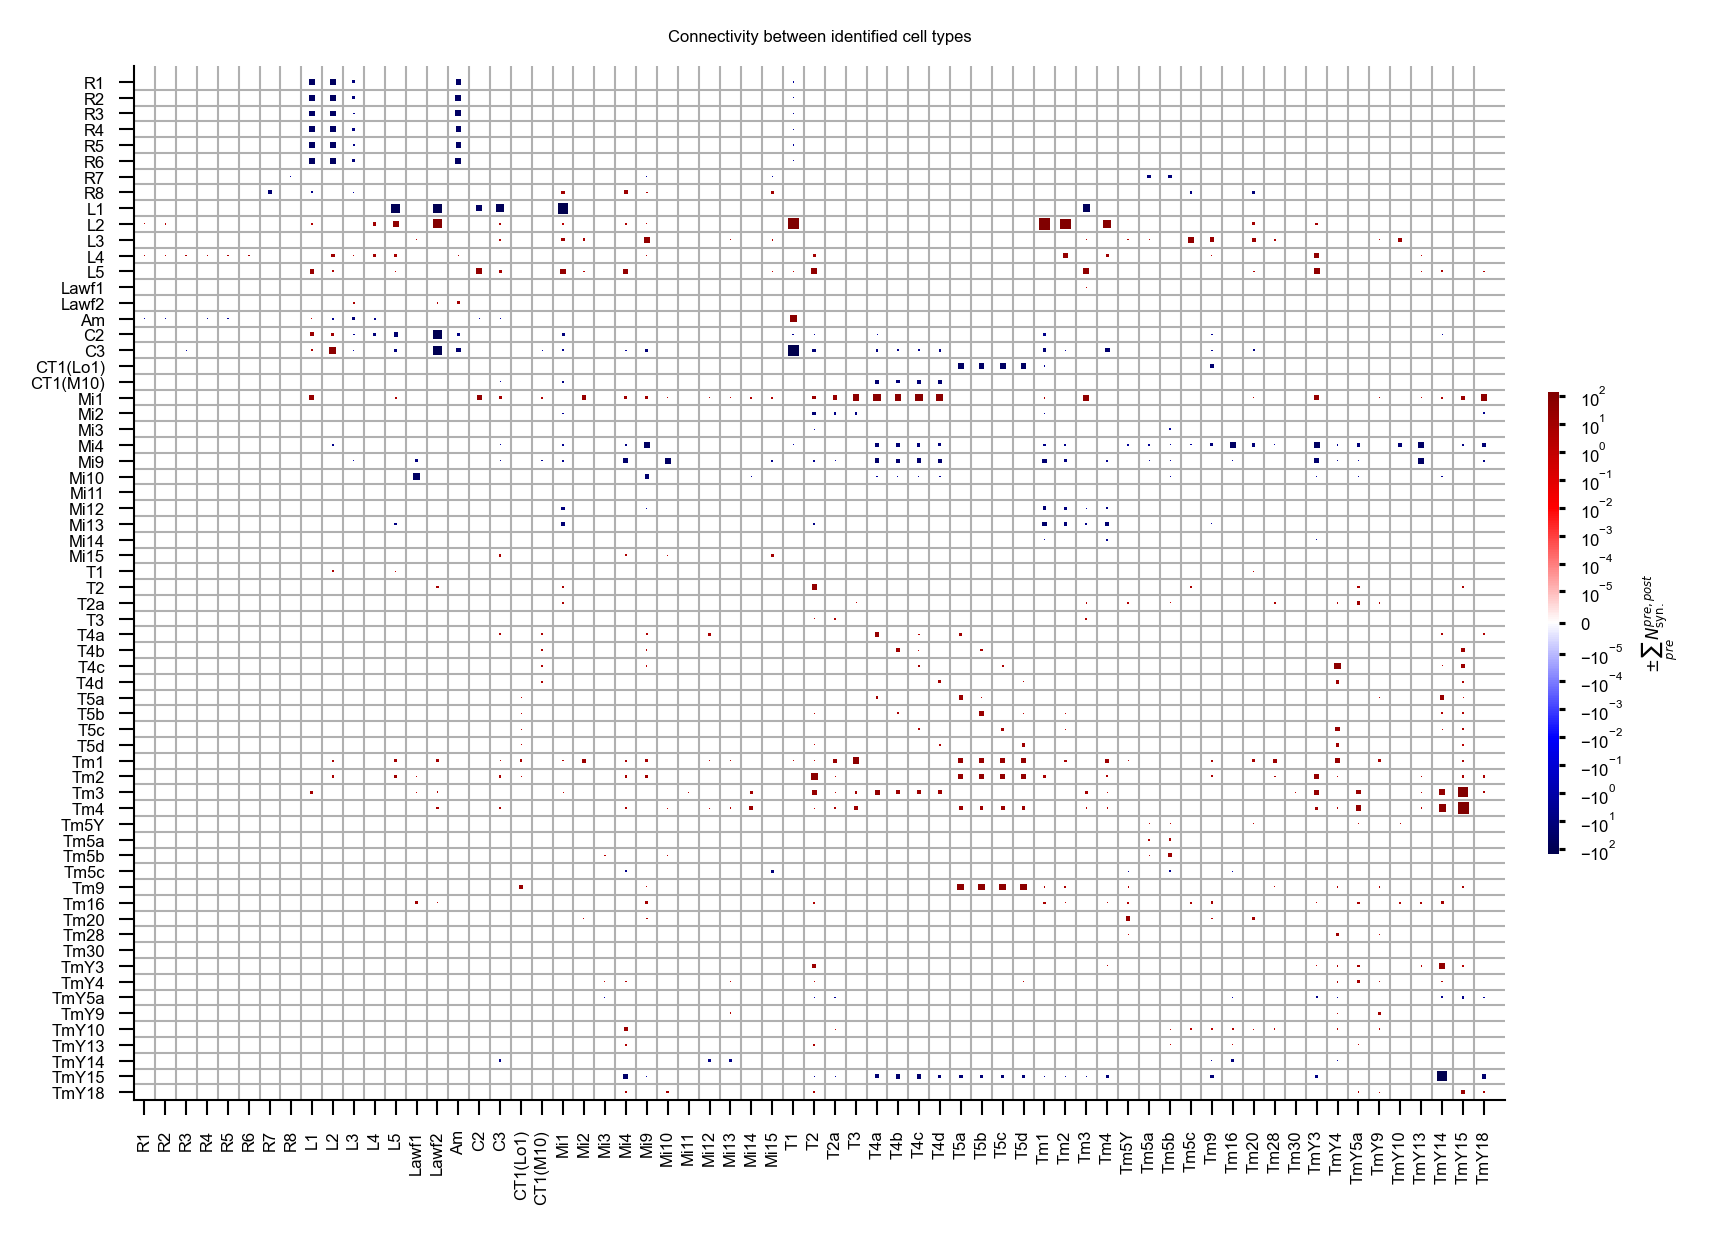 Connectivity between identified cell types
R1
R2
R3
R4
R5
R6
R7
R8
L1
L2
L3
L4
L5
Lawf1
Lawf2
Am
C2
C3
CT1(Lo1)
CT1(M10)
Mi1
Mi2
Mi3
Mi4
Mi9
Mi10
Mi11
Mi12
Mi13
Mi14
Mi15
T1
T2
T2a
T3
T4a
T4b
T4c
T4d
T5a
T5b
T5c
T5d
Tm1
Tm2
Tm3
Tm4
Tm5Y
Tm5a
Tm5b
Tm5c
Tm9
Tm16
Tm20
Tm28
Tm30
TmY3
TmY4
TmY5a
TmY9
TmY10
TmY13
TmY14
TmY15
TmY18
R1
R2
R3
R4
R5
R6
R7
R8
L1
L2
L3
L4
L5
Lawf1
Lawf2
Am
C2
C3
CT1(Lo1)
CT1(M10)
Mi1
Mi2
Mi3
Mi4
Mi9
Mi10
Mi11
Mi12
Mi13
Mi14
Mi15
T1
T2
T2a
T3
T4a
T4b
T4c
T4d
T5a
T5b
T5c
T5d
Tm1
Tm2
Tm3
Tm4
Tm5Y
Tm5a
Tm5b
Tm5c
Tm9
Tm16
Tm20
Tm28
Tm30
TmY3
TmY4
TmY5a
TmY9
TmY10
TmY13
TmY14
TmY15
TmY18
10^2
10^1
10^0
10^−1
10^−2
10^−3
10^−4
10^−5
0
−10^−5
−10^−4
−10^−3
−10^−2
−10^−1
−10^0
−10^1
−10^2
±∑_pre N_syn.^pre, post